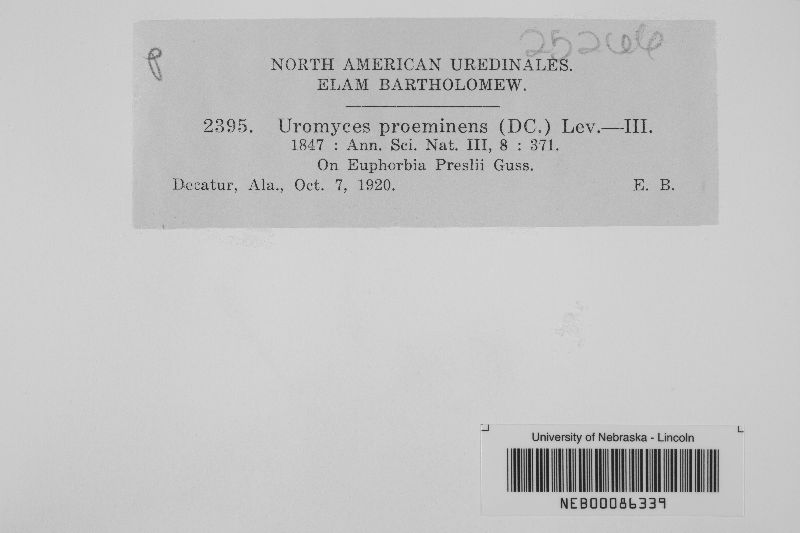 25266
NORTH AMERICAN UREDINALES.
ELAM BARTHOLOMEW.
2395. Uromyces proeminens (DC.) Lev.—III.
1847 : Ann. Sci. Nat. III, 8 : 371.
On Euphorbia Preslii Guss.
Decatur, Ala., Oct. 7, 1920. E. B.
University of Nebraska - Lincoln
NEB00086339